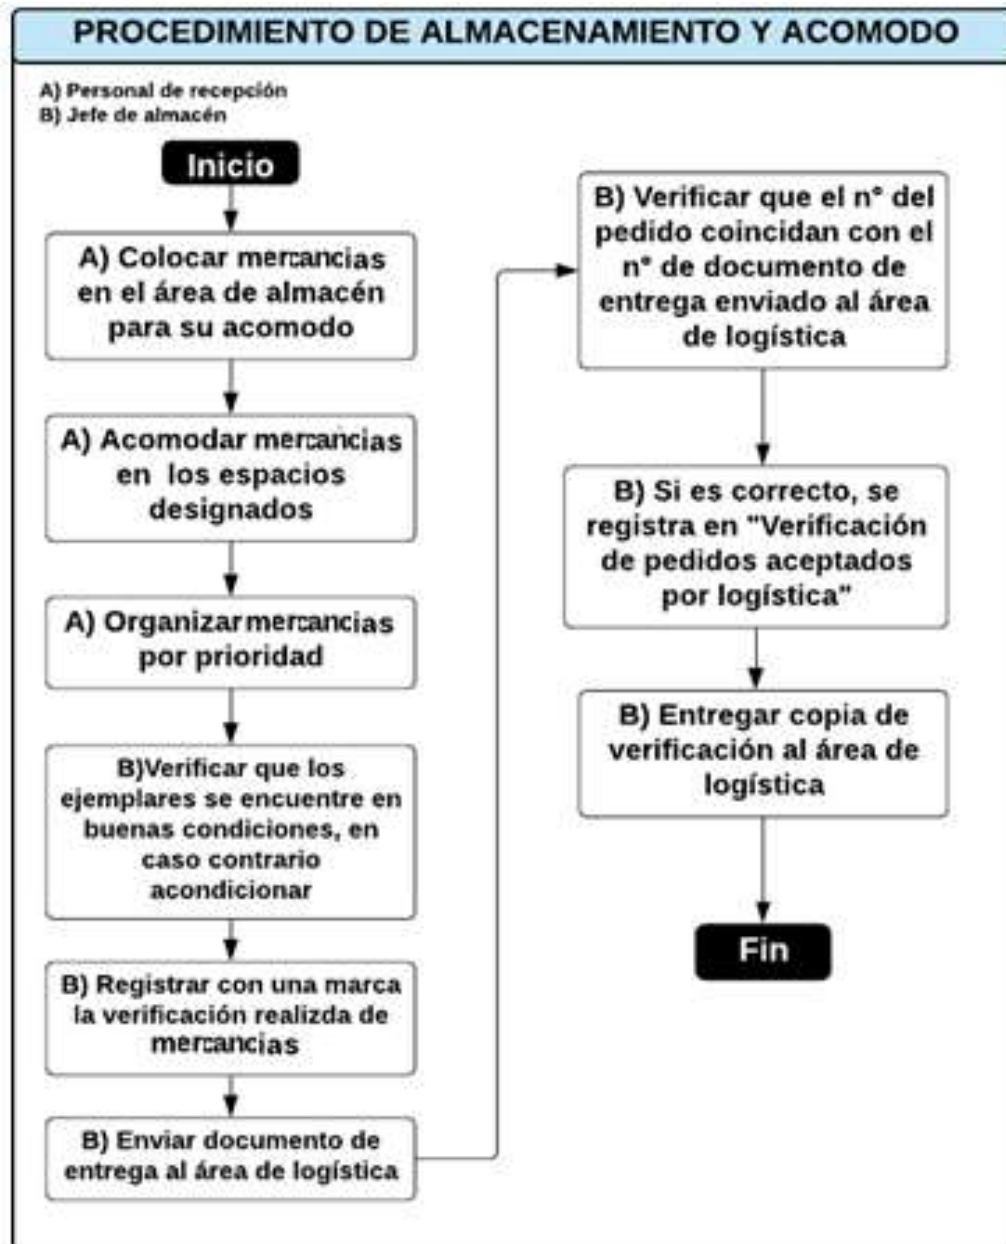 PROCEDIMIENTO DE ALMACENAMIENTO Y ACOMODO
A) Personal de recepción
B) Jefe de almacén
Inicio
A) Colocar mercancias
en el área de almacén
para su acomodo
A) Acomodar mercancias
en los espacios
designados
A) Organizar mercancias
por prioridad
B)Verificar que los
ejemplares se encuentre en
buenas condiciones, en
caso contrario
acondicionar
B) Registrar con una marca
la verificación realizda de
mercancias
B) Enviar documento de
entrega al área de logística
B) Verificar que el n° del
pedido coincidan con el
n° de documento de
entrega enviado al área
de logística
B) Si es correcto, se
registra en "Verificación
de pedidos aceptados
por logística"
B) Entregar copia de
verificación al área de
logística
Fin